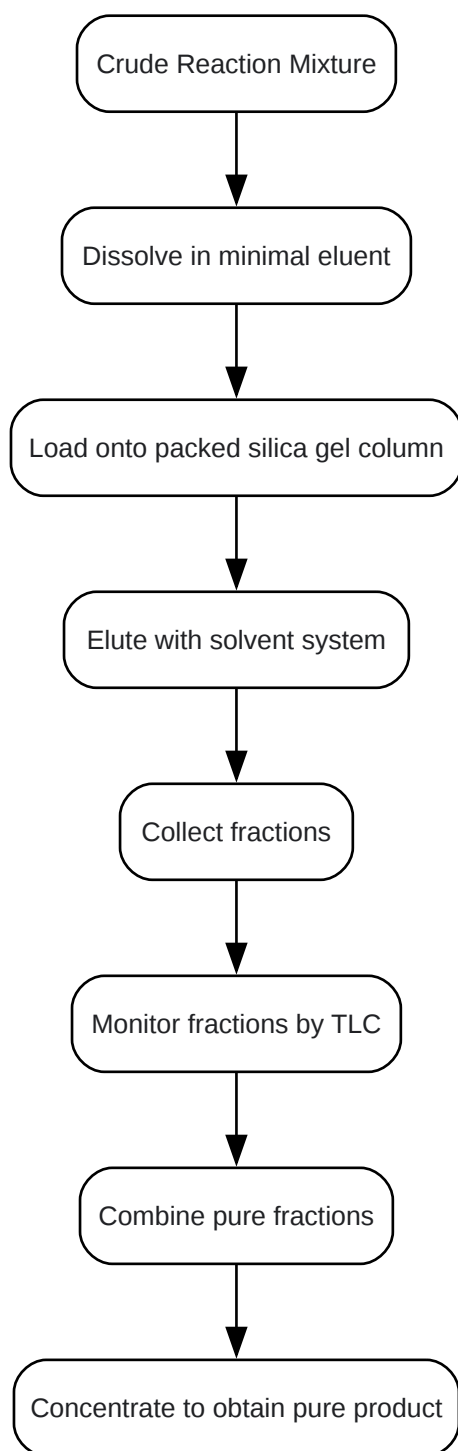 Crude Reaction Mixture
Dissolve in minimal eluent
Load onto packed silica gel column
Elute with solvent system
Collect fractions
Monitor fractions by TLC
Combine pure fractions
Concentrate to obtain pure product